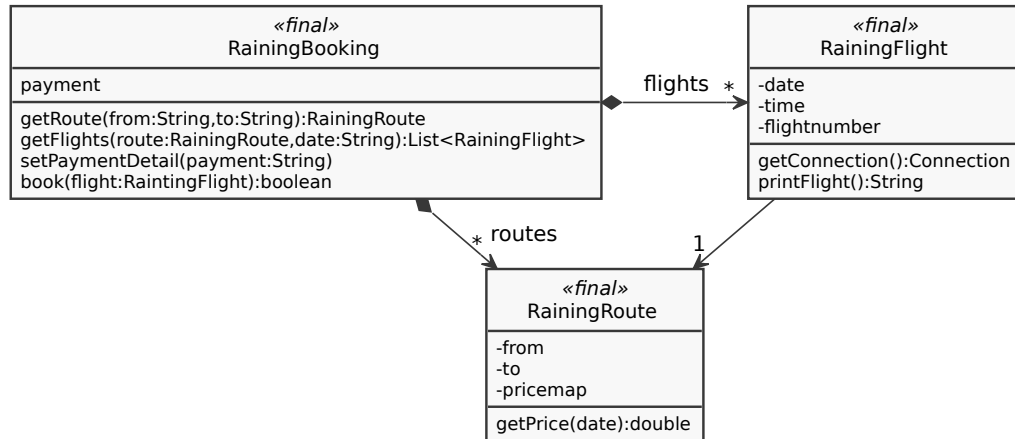 «final»
RainingBooking
payment
getRoute(from:String,to:String):RainingRoute
getFlights(route:RainingRoute,date:String):List<RainingFlight>
setPaymentDetail(payment:String)
book(flight:RaintingFlight):boolean
flights
*
«final»
RainingFlight
-date
-time
-flightnumber
getConnection():Connection
printFlight():String
* routes
1
«final»
RainingRoute
-from
-to
-pricemap
getPrice(date):double